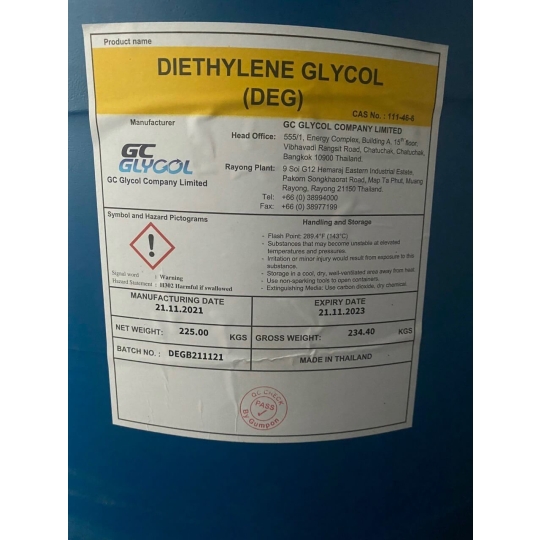 Product name
DIETHYLENE GLYCOL
(DEG)
CAS No. : 111-46-6
Manufacturer
GC
GLYCOL
GC Glycol Company Limited
GC GLYCOL COMPANY LIMITED
Head Office: 555/1, Energy Complex, Building A, 15th floor,
Vibhavadi Rangsit Road, Chatuchak, Chatuchak,
Bangkok 10900 Thailand.
Rayong Plant: 9 Soi G12 Hemaraj Eastern Industrial Estate,
Pakorn Songkhaorat Road, Map Ta Phut, Muang
Rayong, Rayong 21150 Thailand.
Tel: +66 (0) 38994000
Fax: +66 (0) 38977199
Symbol and Hazard Pictograms
Signal word : Warning
Hazard Statement : H302 Harmful if swallowed
Handling and Storage
- Flash Point: 289.4°F (143°C)
- Substances that may become unstable at elevated
temperatures and pressures.
- Irritation or minor injury would result from exposure to this
substance.
- Storage in a cool, dry, well-ventilated area away from heat.
- Use non-sparking tools to open containers.
- Extinguishing Media: Use carbon dioxide, dry chemical.
MANUFACTURING DATE
21.11.2021
EXPIRY DATE
21.11.2023
NET WEIGHT: 225.00 KGS
GROSS WEIGHT: 234.40 KGS
BATCH NO. : DEGB211121
MADE IN THAILAND
QC CHECK
PASS
By Qumpon